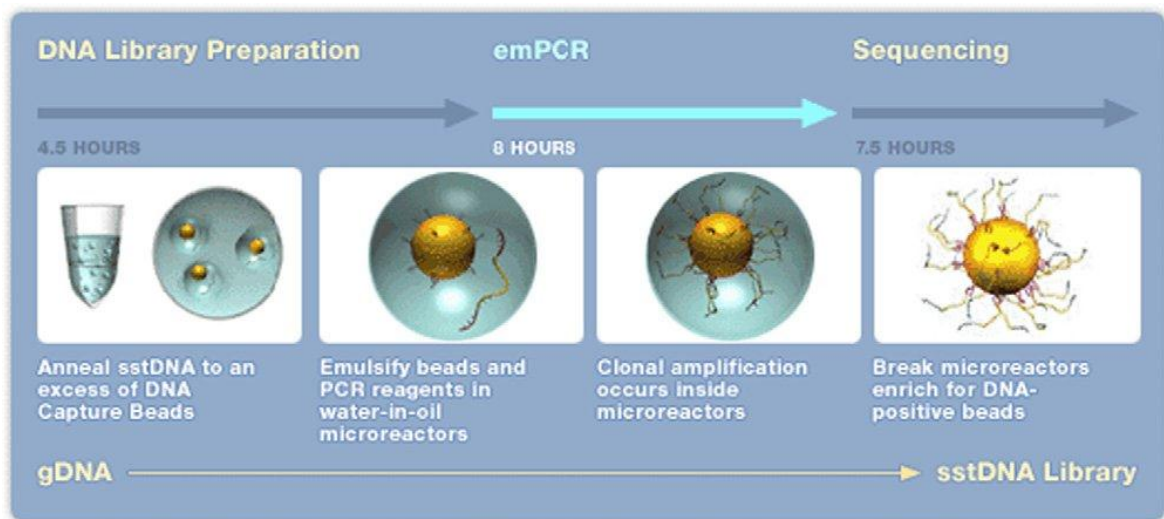 DNA Library Preparation
emPCR
Sequencing
4.5 HOURS
8 HOURS
7.5 HOURS
Anneal sstDNA to an
excess of DNA
Capture Beads
Emulsify beads and
PCR reagents in
water-in-oil
microreactors
Clonal amplification
occurs inside
microreactors
Break microreactors
enrich for DNA-
positive beads
gDNA
sstDNA Library